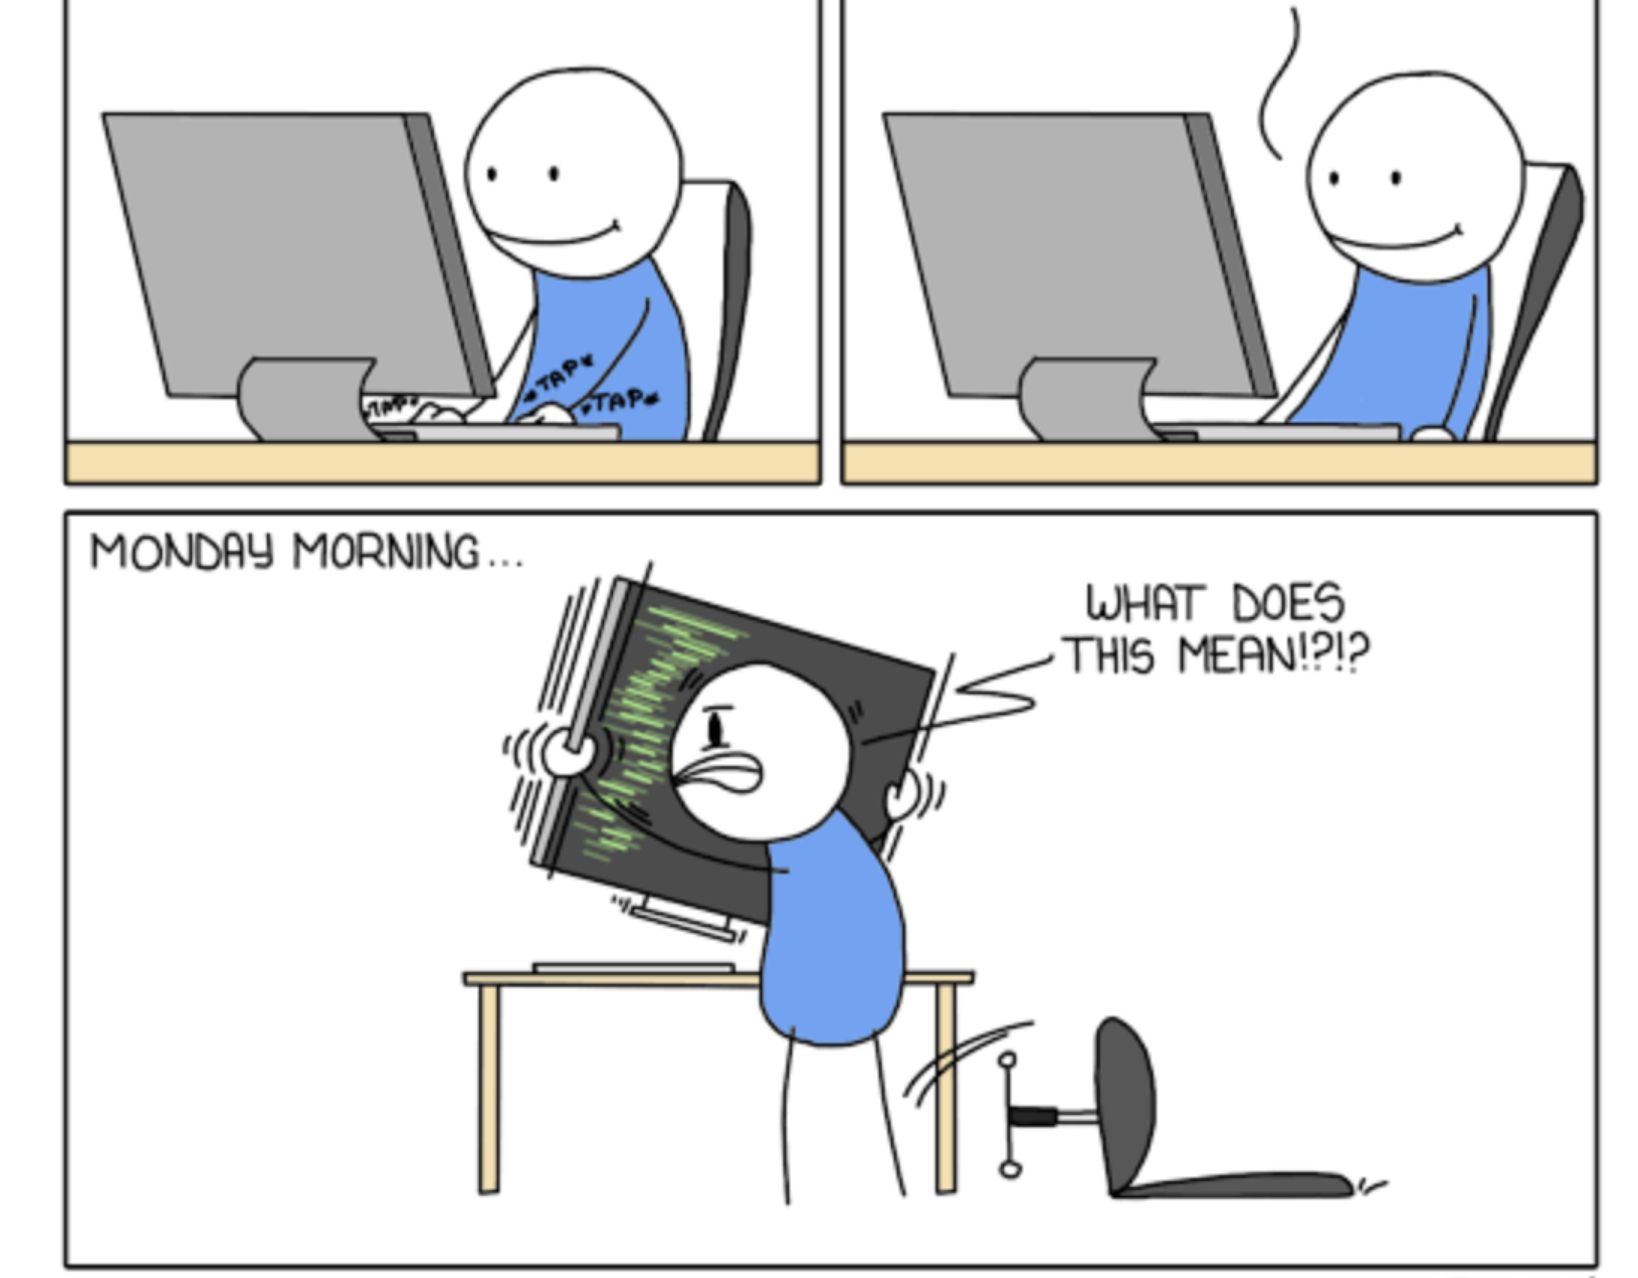 *TAP*
*TAP*
*TAP*
MONDAY MORNING...
WHAT DOES
THIS MEAN!?!?